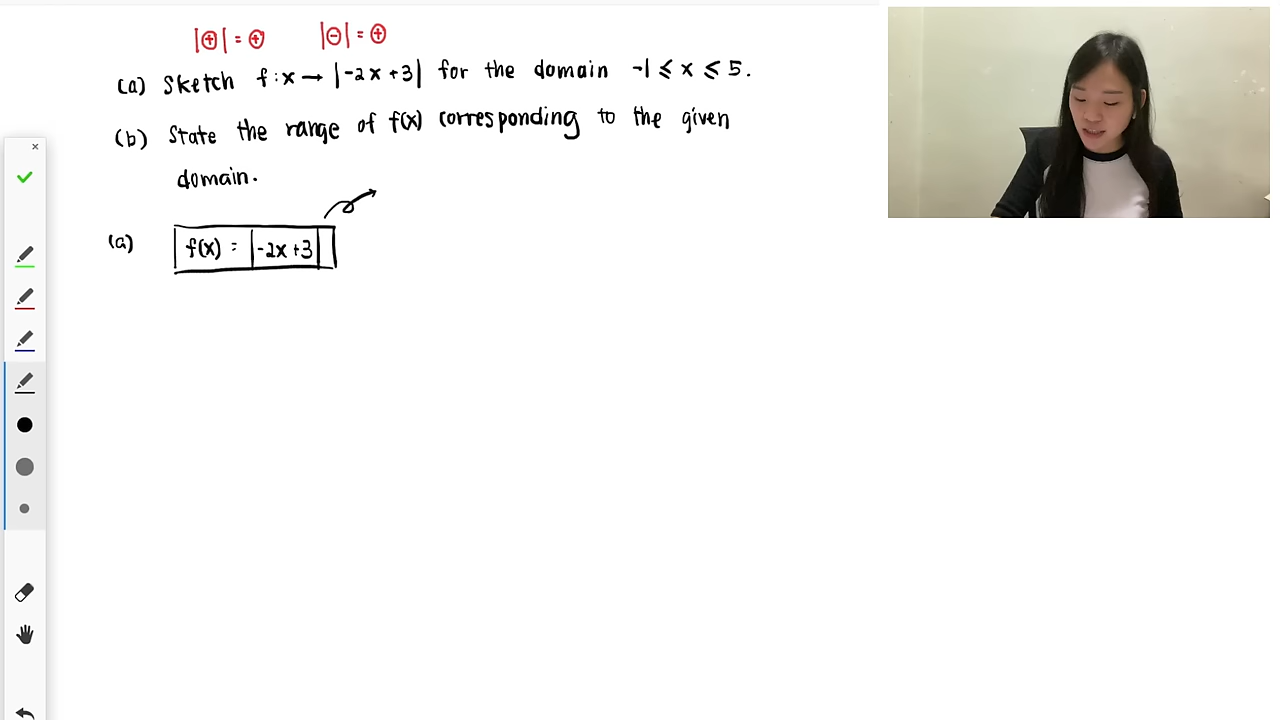 |⊕| = ⊕ |⊖| = ⊕
(a) Sketch f : x → |-2x + 3| for the domain -1 ≤ x ≤ 5.
(b) State the range of f(x) corresponding to the given
domain.
(a) f(x) = |-2x + 3|